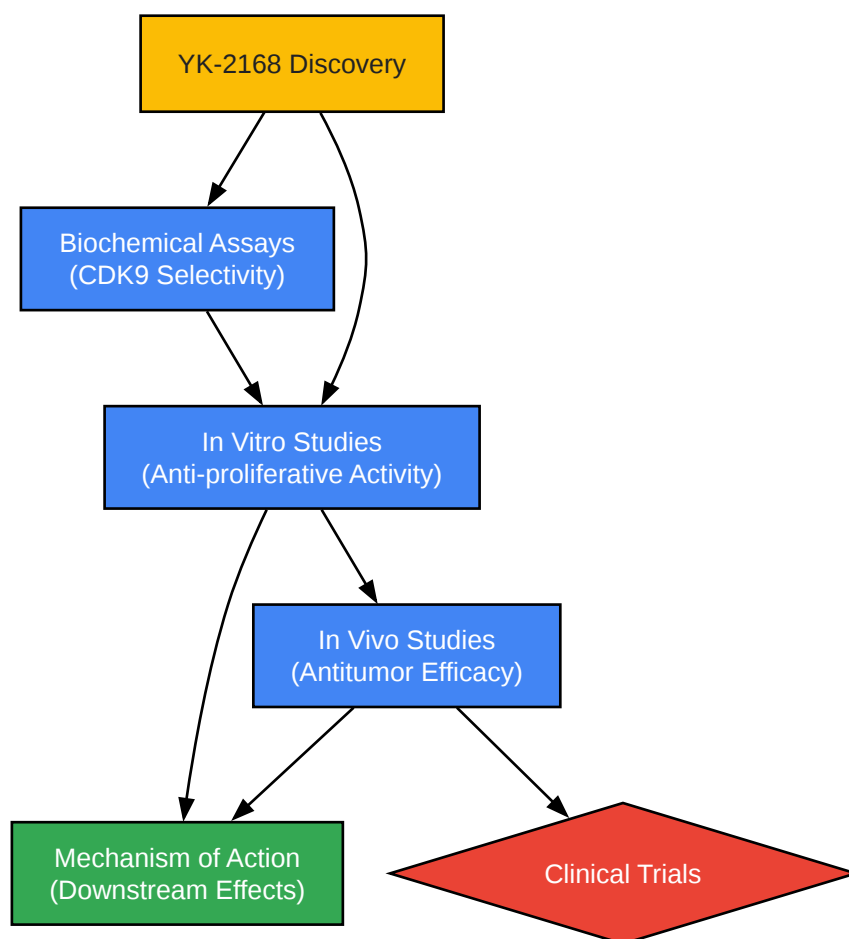 YK-2168 Discovery
Biochemical Assays
(CDK9 Selectivity)
In Vitro Studies
(Anti-proliferative Activity)
In Vivo Studies
(Antitumor Efficacy)
Mechanism of Action
(Downstream Effects)
Clinical Trials